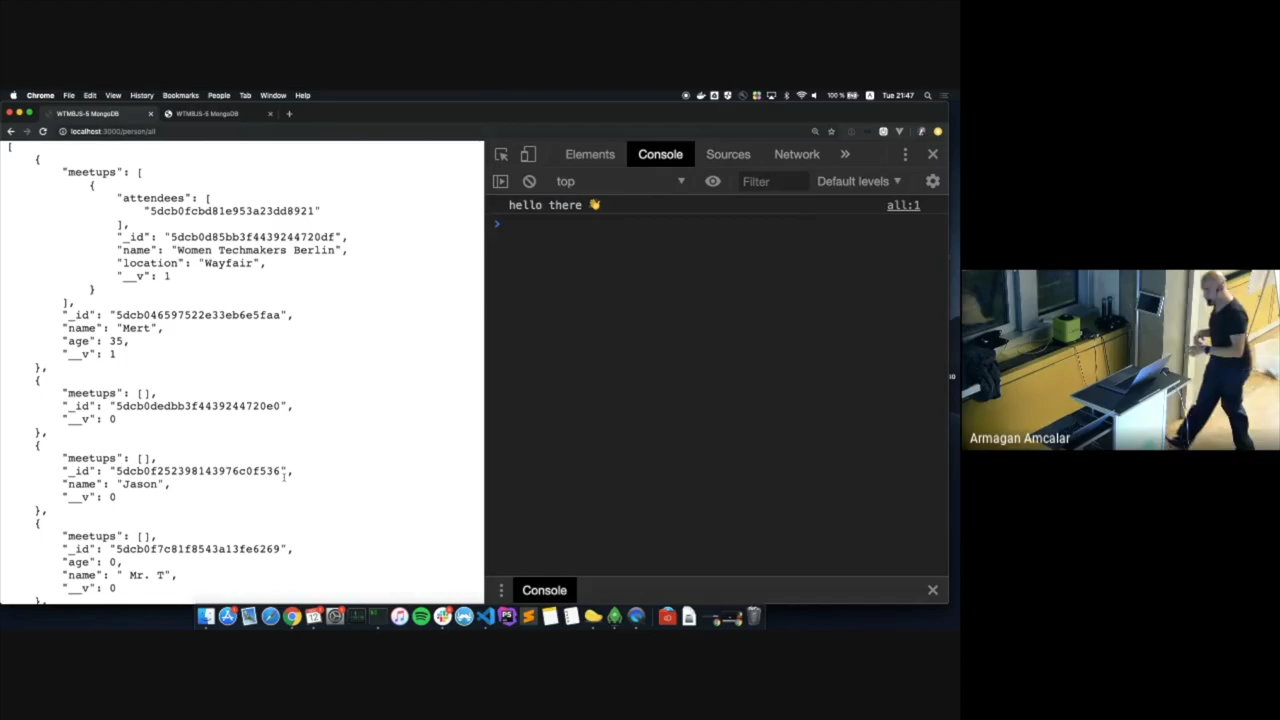 Chrome File Edit View History Bookmarks People Tab Window Help
100% Tue 21:47
WTMBJS-5 MongoDB
WTMBJS-5 MongoDB
localhost:3000/person/all
[
{
"meetups": [
{
"attendees": [
"5dcb0fcbd81e953a23dd8921"
],
"_id": "5dcb0d85bb3f4439244720df",
"name": "Women Techmakers Berlin",
"location": "Wayfair",
"__v": 1
}
],
"_id": "5dcb046597522e33eb6e5faa",
"name": "Mert",
"age": 35,
"__v": 1
},
{
"meetups": [],
"_id": "5dcb0dedbb3f4439244720e0",
"__v": 0
},
{
"meetups": [],
"_id": "5dcb0f252398143976c0f536",
"name": "Jason",
"__v": 0
},
{
"meetups": [],
"_id": "5dcb0f7c81f8543a13fe6269",
"age": 0,
"name": " Mr. T",
"__v": 0
},
Elements Console Sources Network »
top Filter Default levels
hello there 👋 all:1
>
Console
Armagan Amcalar